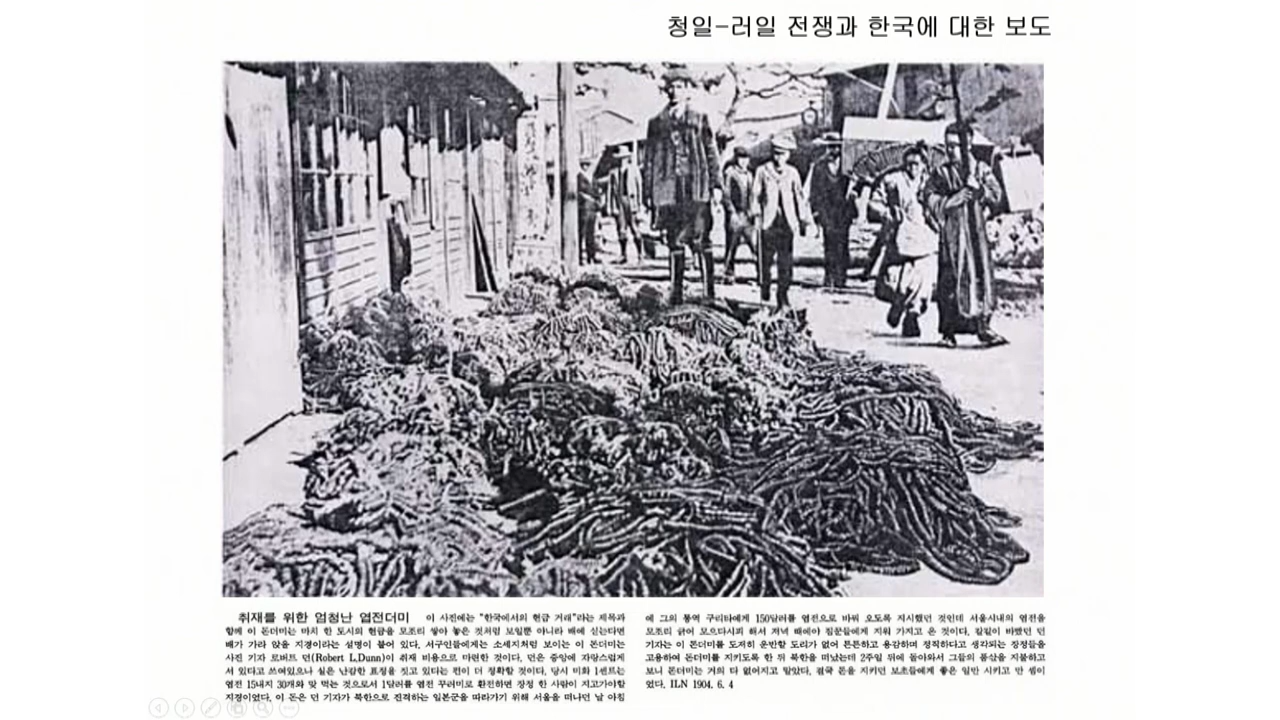 청일-러일 전쟁과 한국에 대한 보도
취재를 위한 엄청난 엽전더미 이 사진에는 "한국에서의 현금 거래"라는 제목과
함께 이 돈더미는 마치 한 도시의 현금을 모조리 쌓아 놓은 것처럼 보일뿐 아니라 배에 싣는다면
배가 가라 앉을 지경이라는 설명이 붙어 있다. 서구인들에게는 소세지처럼 보이는 이 돈더미는
사진 기자 로버트 던(Robert L.Dunn)이 취재 비용으로 마련한 것이다. 던은 중앙에 자랑스럽게
서 있다고 쓰여있으나 실은 난감한 표정을 짓고 있다는 편이 더 정확할 것이다. 당시 미화 1센트는
엽전 15내지 30개와 맞 먹는 것으로서 1달러를 엽전 꾸러미로 환전하면 장정 한 사람이 지고가야할
지경이었다. 이 돈은 던 기자가 북한으로 진격하는 일본군을 따라가기 위해 서울을 떠나던 날 아침
에 그의 통역 구리타에게 150달러를 엽전으로 바꿔 오도록 지시했던 것인데 서울시내의 엽전을
모조리 긁어 모으다시피 해서 저녁 때에야 짐꾼들에게 지워 가지고 온 것이다. 갈길이 바빴던 던
기자는 이 돈더미를 도저히 운반할 도리가 없어 튼튼하고 용감하며 정직하다고 생각되는 장정들을
고용하여 돈더미를 지키도록 한 뒤 북한을 떠났는데 2주일 뒤에 돌아와서 그들의 품삯을 지불하고
보니 돈더미는 거의 다 없어지고 말았다. 결국 돈을 지키던 보초들에게 좋은 일만 시키고 만 셈이
었다. ILN 1904. 6. 4